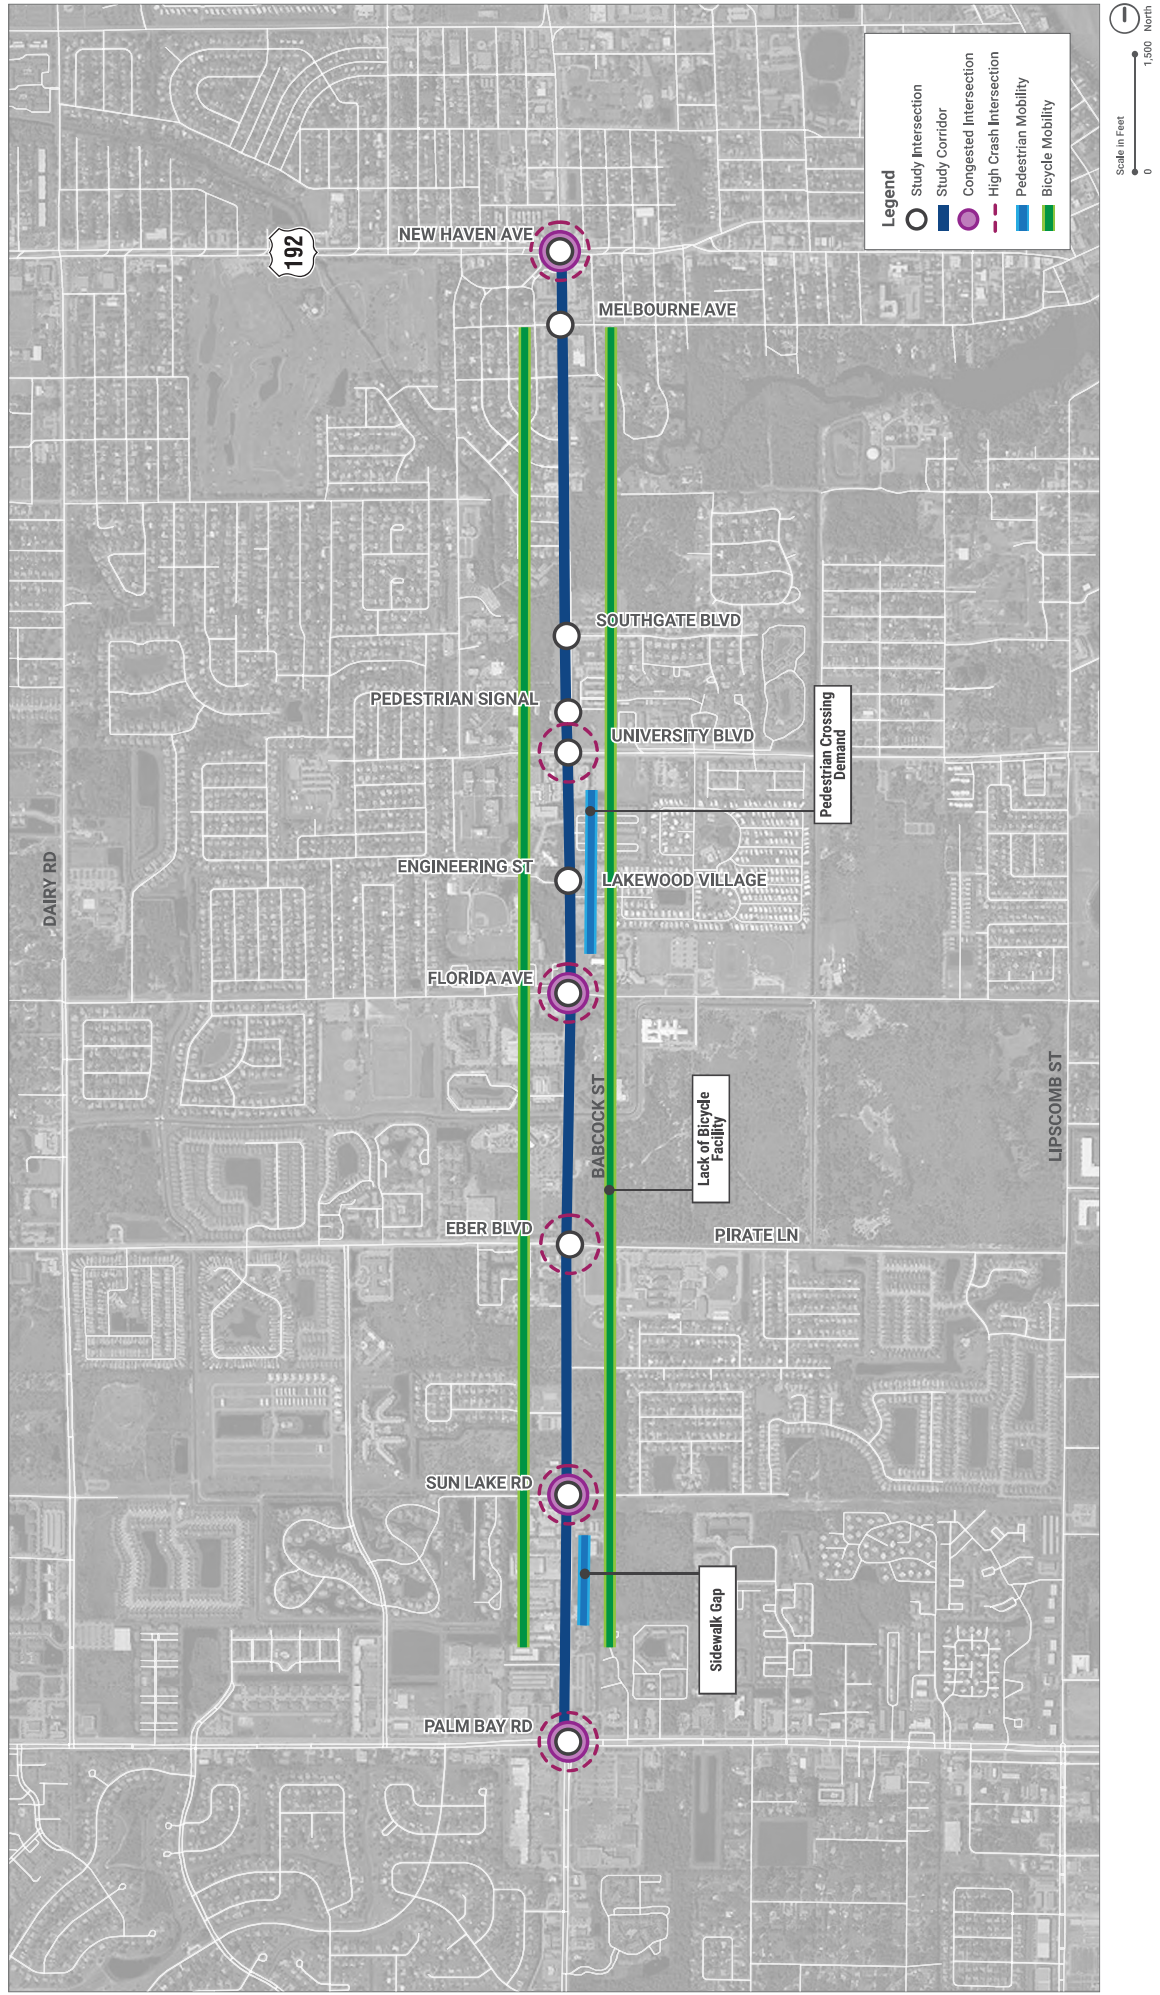 192
NEW HAVEN AVE
MELBOURNE AVE
SOUTHGATE BLVD
PEDESTRIAN SIGNAL
UNIVERSITY BLVD
Pedestrian Crossing
Demand
DAIRY RD
ENGINEERING ST
LAKEWOOD VILLAGE
FLORIDA AVE
BABCOCK ST
Lack of Bicycle
Facility
LIPSCOMB ST
EBER BLVD
PIRATE LN
SUN LAKE RD
Sidewalk Gap
PALM BAY RD
Legend
Study Intersection
Study Corridor
Congested Intersection
High Crash Intersection
Pedestrian Mobility
Bicycle Mobility
Scale in Feet
0 1,500
North